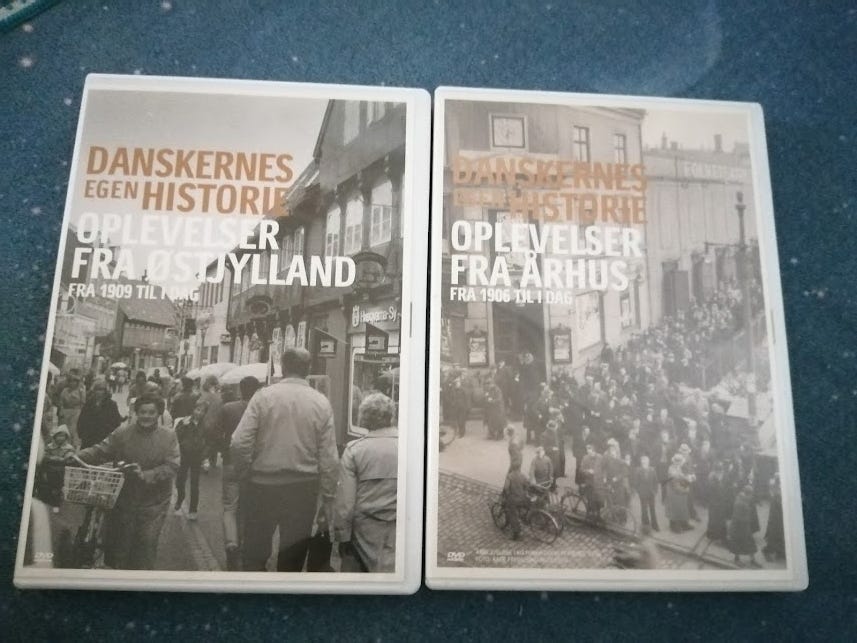 DANSKERNES
EGEN HISTORIE
OPLEVELSER
FRA ØSTJYLLAND
FRA 1909 TIL I DAG
DVD
DANSKERNES
EGEN HISTORIE
OPLEVELSER
FRA ÅRHUS
FRA 1906 TIL I DAG
DVD